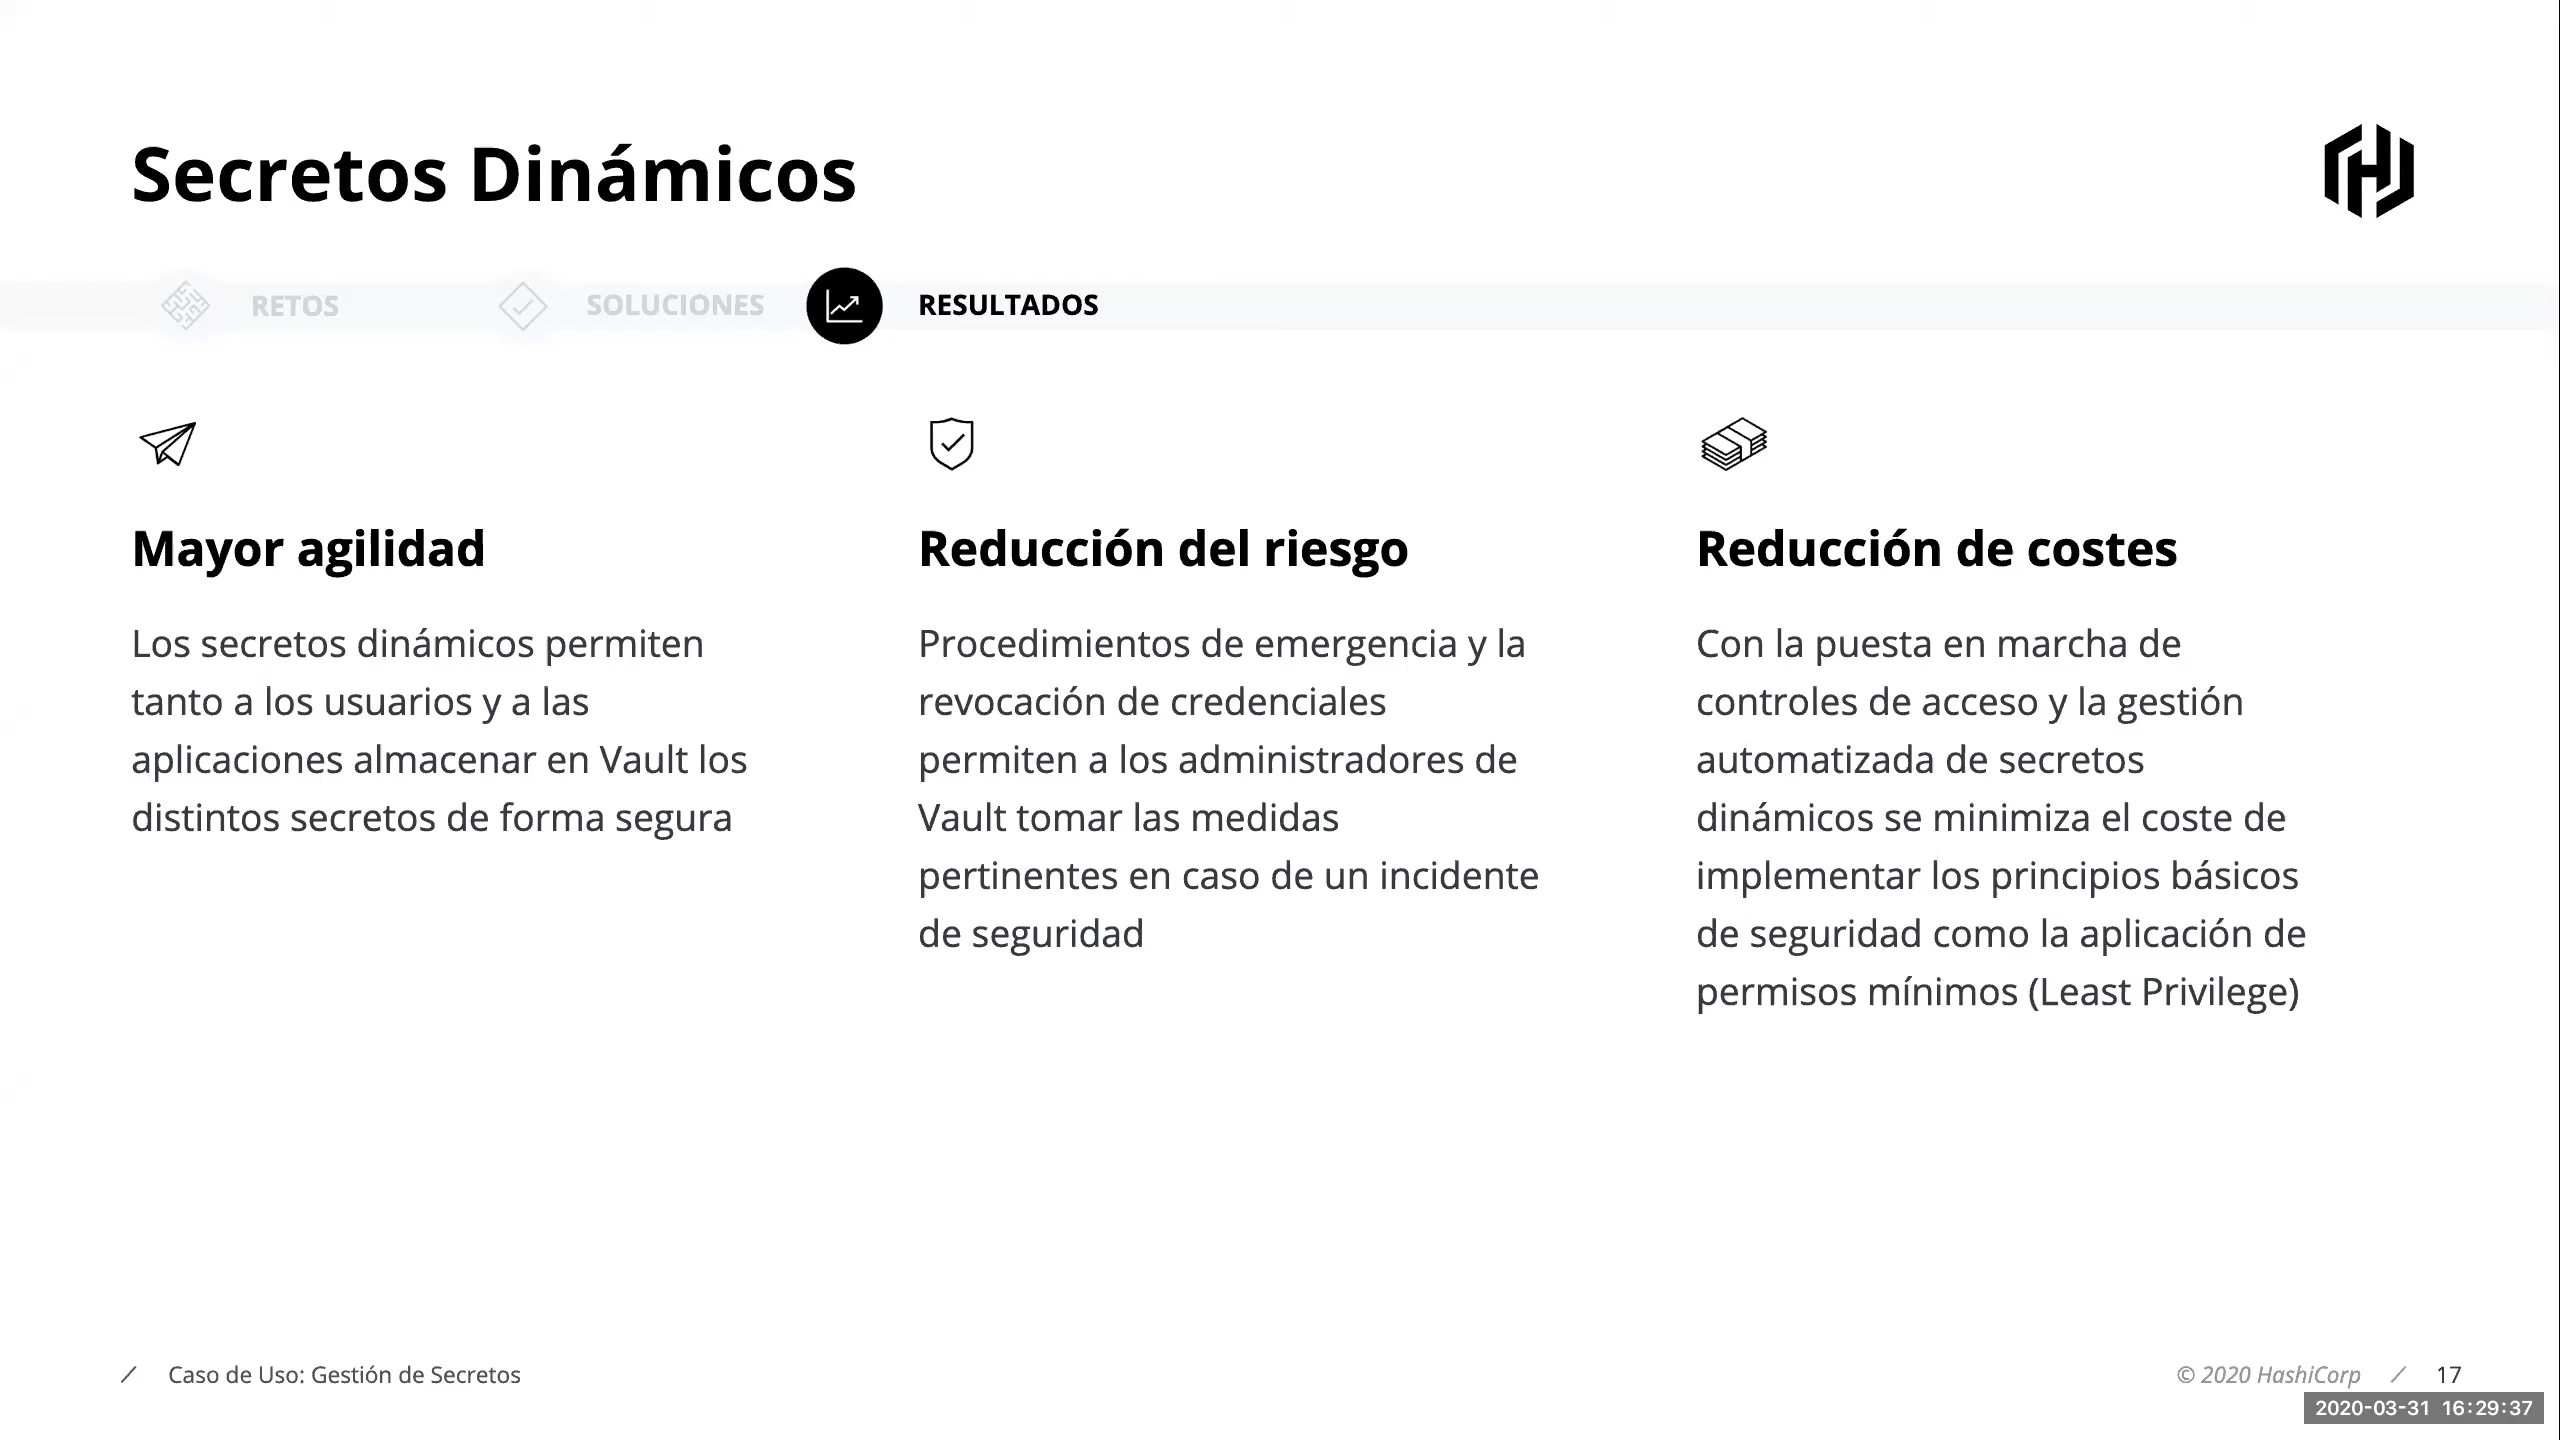 Secretos Dinámicos
RETOS
SOLUCIONES
RESULTADOS
Mayor agilidad
Los secretos dinámicos permiten
tanto a los usuarios y a las
aplicaciones almacenar en Vault los
distintos secretos de forma segura
Reducción del riesgo
Procedimientos de emergencia y la
revocación de credenciales
permiten a los administradores de
Vault tomar las medidas
pertinentes en caso de un incidente
de seguridad
Reducción de costes
Con la puesta en marcha de
controles de acceso y la gestión
automatizada de secretos
dinámicos se minimiza el coste de
implementar los principios básicos
de seguridad como la aplicación de
permisos mínimos (Least Privilege)
/ Caso de Uso: Gestión de Secretos
© 2020 HashiCorp / 17
2020-03-31 16:29:37